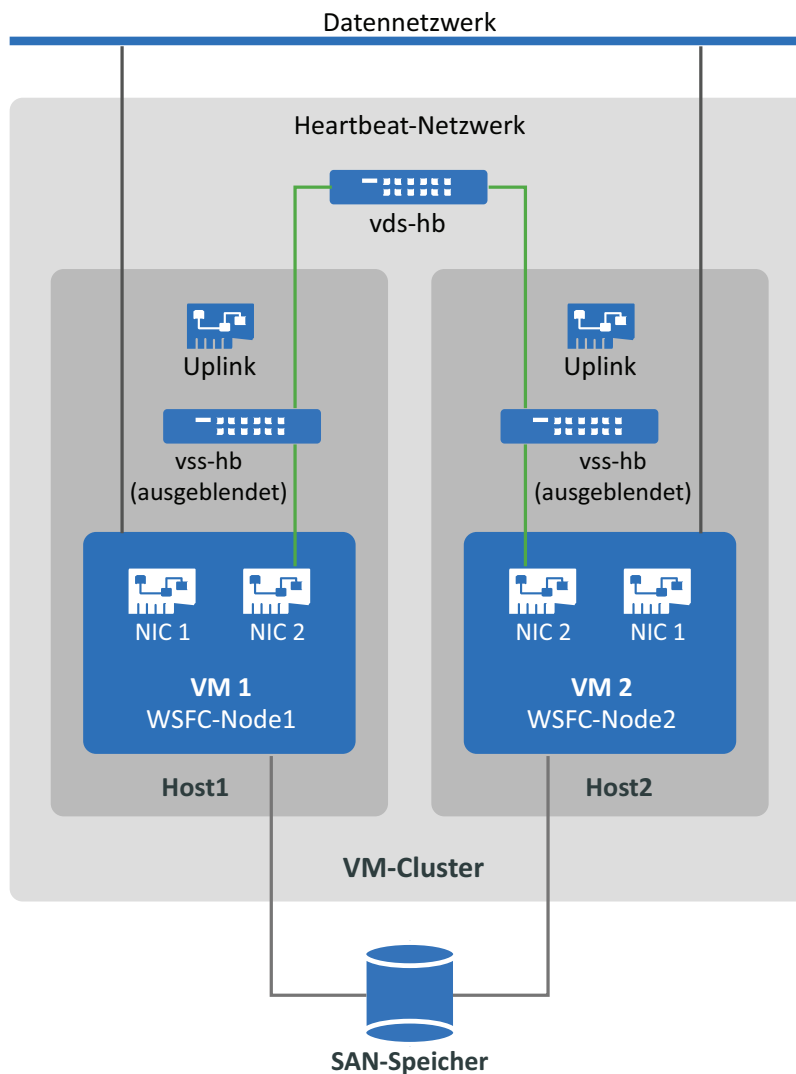 Datennetzwerk
Heartbeat-Netzwerk
vds-hb
Uplink
Uplink
vss-hb
(ausgeblendet)
vss-hb
(ausgeblendet)
NIC 1
NIC 2
NIC 2
NIC 1
VM 1
WSFC-Node1
VM 2
WSFC-Node2
Host1
Host2
VM-Cluster
SAN-Speicher